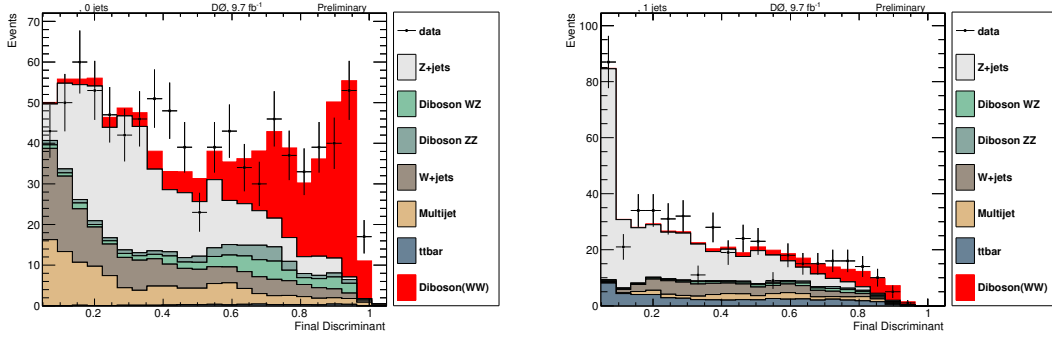 , 0 jets DØ, 9.7 fb-1 Preliminary
Events
70
60
50
40
30
20
10
0
0.2 0.4 0.6 0.8 1
Final Discriminant
data
Z+jets
Diboson WZ
Diboson ZZ
W+jets
Multijet
ttbar
Diboson(WW)
, 1 jets DØ, 9.7 fb-1 Preliminary
Events
100
80
60
40
20
0
0.2 0.4 0.6 0.8 1
Final Discriminant
data
Z+jets
Diboson WZ
Diboson ZZ
W+jets
Multijet
ttbar
Diboson(WW)